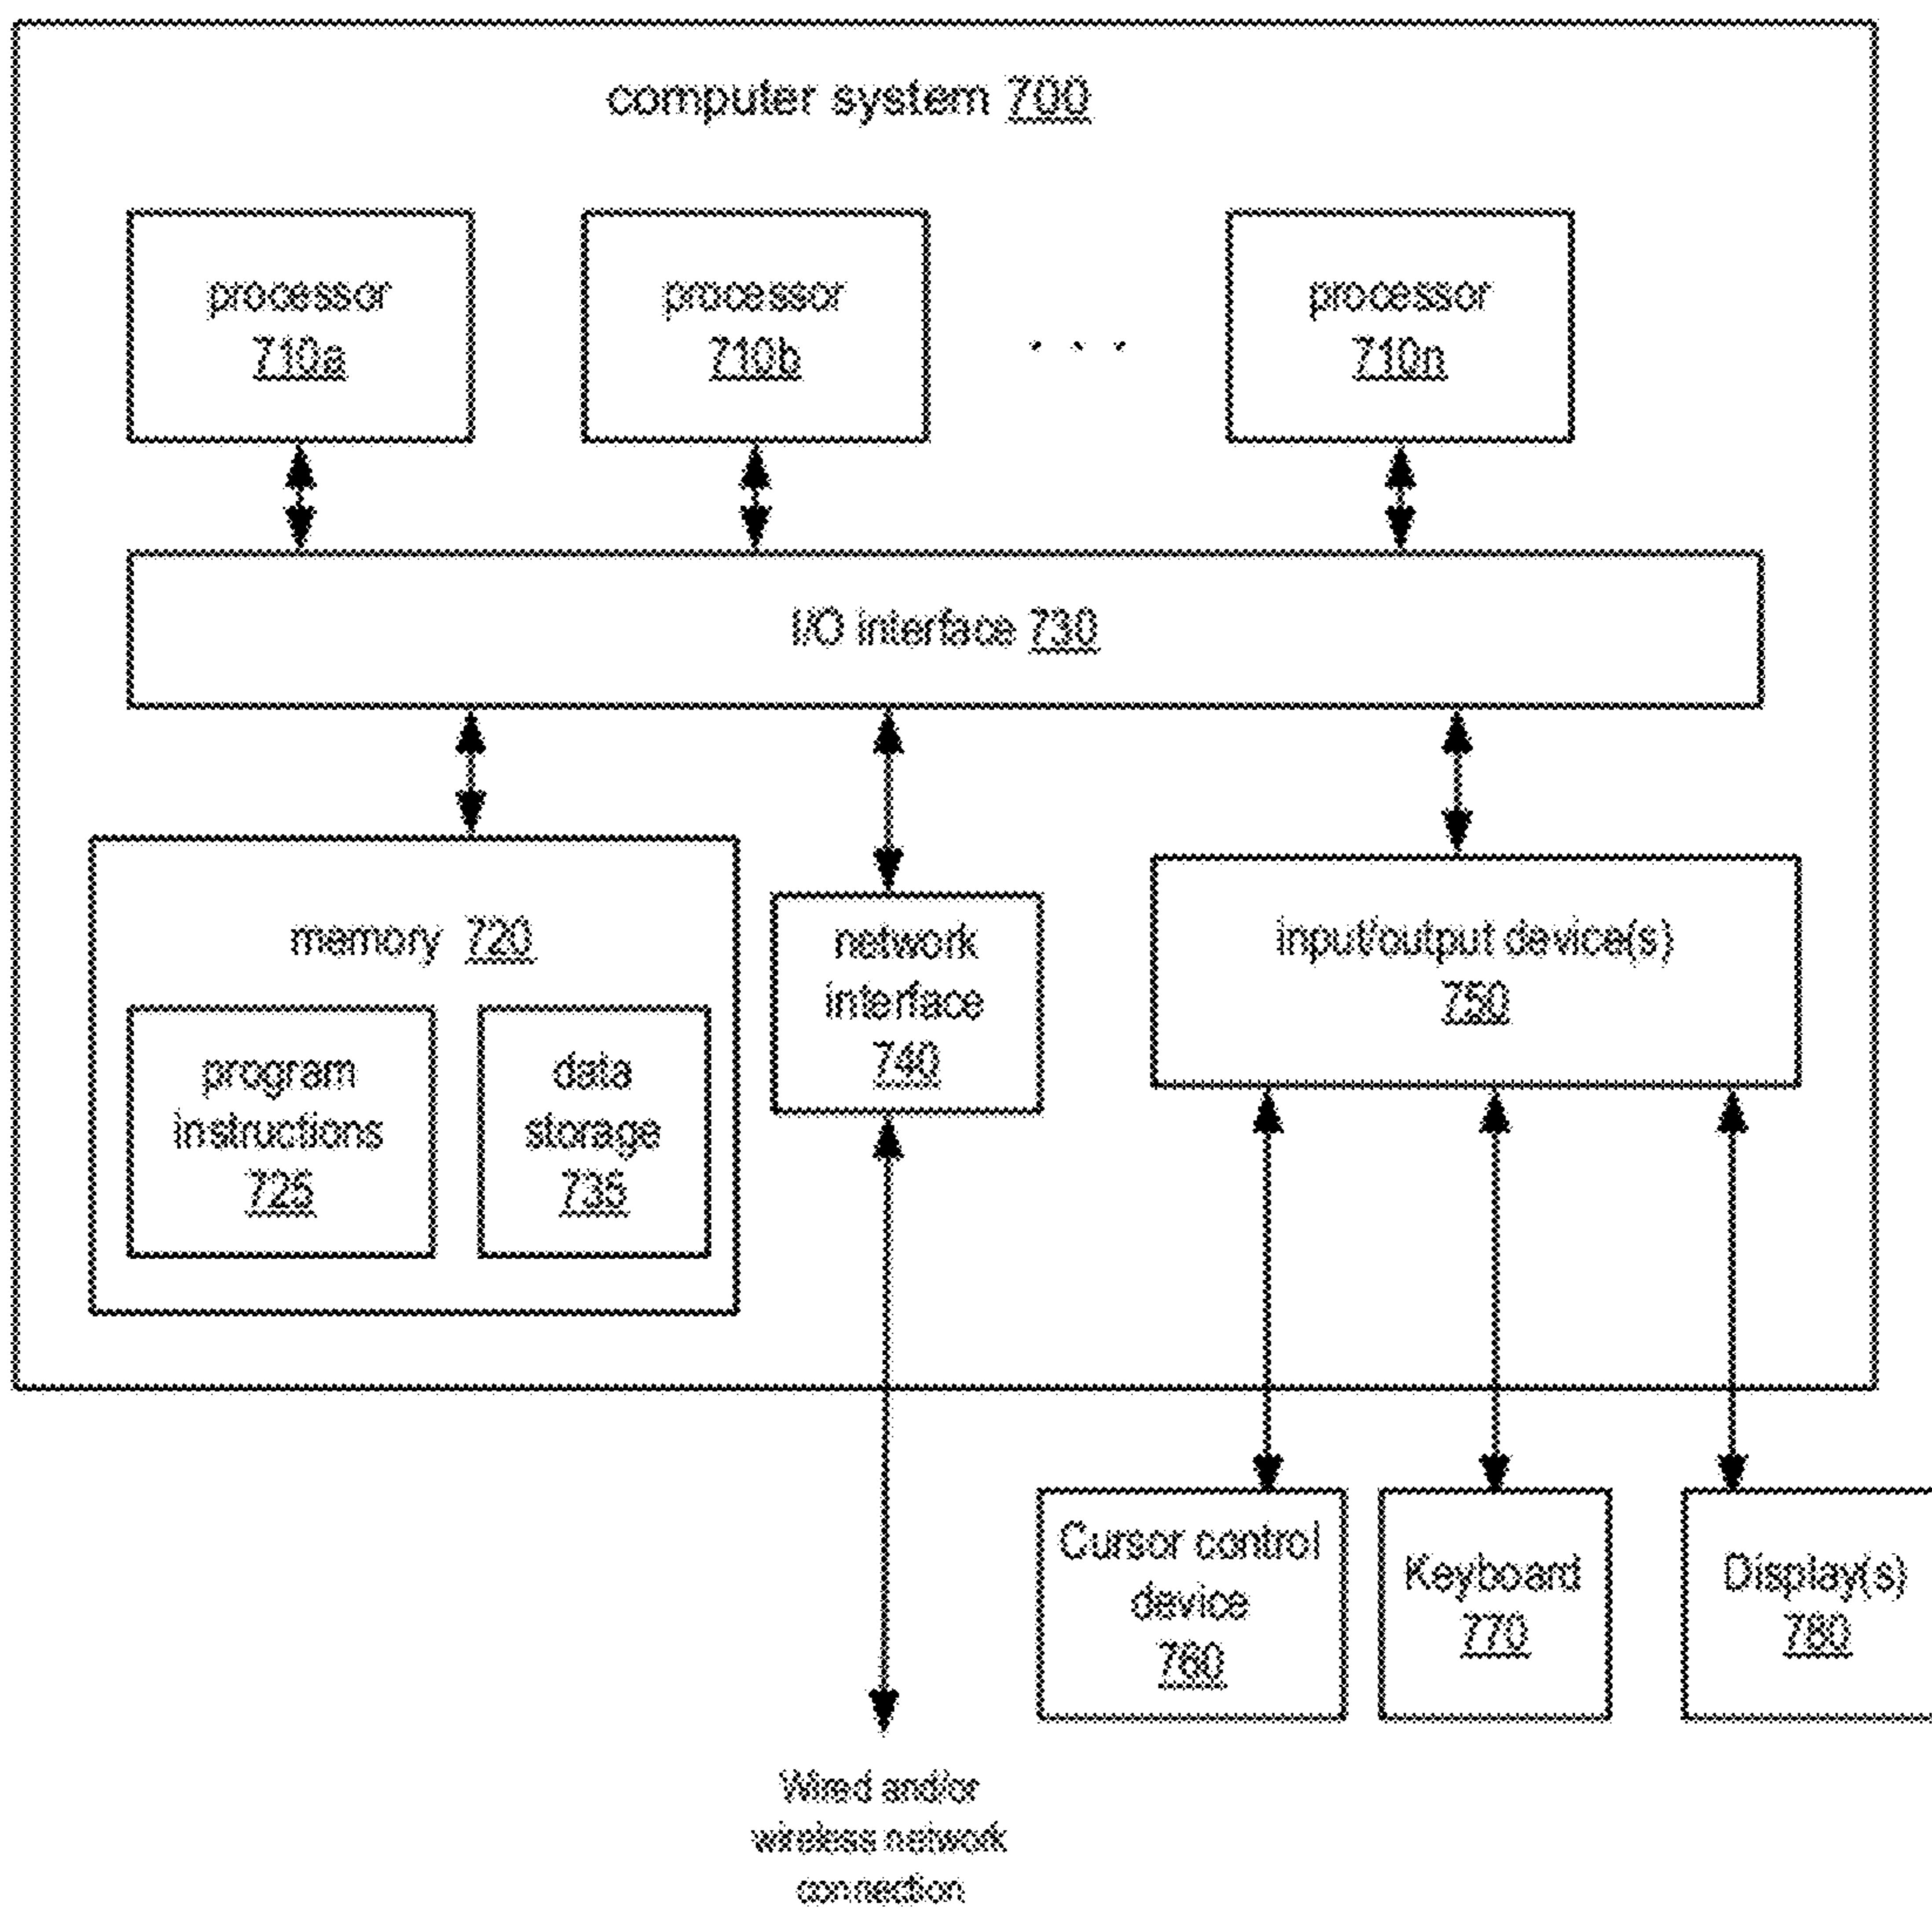 computer system 700
processor
710a
processor
710b
. . .
processor
710n
I/O interface 730
memory 720
program
instructions
725
data
storage
735
network
interface
740
input/output device(s)
750
Cursor control
device
760
Keyboard
770
Display(s)
780
Wired and/or
wireless network
connection